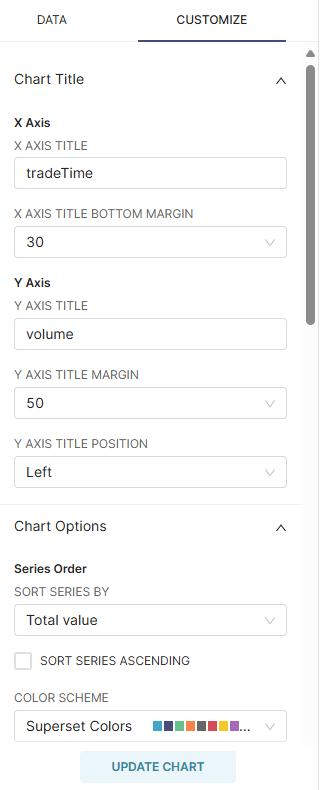 DATA CUSTOMIZE
Chart Title
X Axis
X AXIS TITLE
tradeTime
X AXIS TITLE BOTTOM MARGIN
30
Y Axis
Y AXIS TITLE
volume
Y AXIS TITLE MARGIN
50
Y AXIS TITLE POSITION
Left
Chart Options
Series Order
SORT SERIES BY
Total value
SORT SERIES ASCENDING
COLOR SCHEME
Superset Colors ...
UPDATE CHART